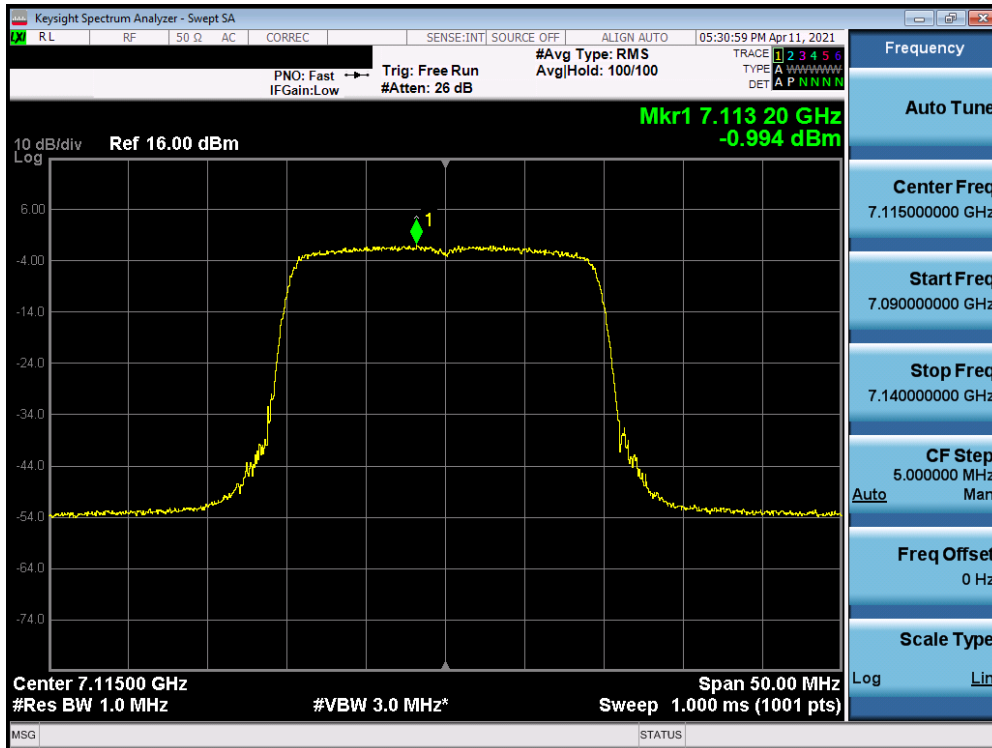 Keysight Spectrum Analyzer - Swept SA
LXI RL RF 50 Ω AC CORREC SENSE:INT SOURCE OFF ALIGN AUTO 05:30:59 PM Apr 11, 2021
PNO: Fast Trig: Free Run #Avg Type: RMS TRACE 1 2 3 4 5 6
IFGain:Low #Atten: 26 dB Avg|Hold: 100/100 TYPE A WWWWW
DET A P N N N N
Mkr1 7.113 20 GHz
-0.994 dBm
10 dB/div Ref 16.00 dBm
Log
6.00
1
-4.00
-14.0
-24.0
-34.0
-44.0
-54.0
-64.0
-74.0
Center 7.11500 GHz Span 50.00 MHz
#Res BW 1.0 MHz #VBW 3.0 MHz* Sweep 1.000 ms (1001 pts)
MSG STATUS
Frequency
Auto Tune
Center Freq
7.115000000 GHz
Start Freq
7.090000000 GHz
Stop Freq
7.140000000 GHz
CF Step
5.000000 MHz
Auto Man
Freq Offset
0 Hz
Scale Type
Log Lin